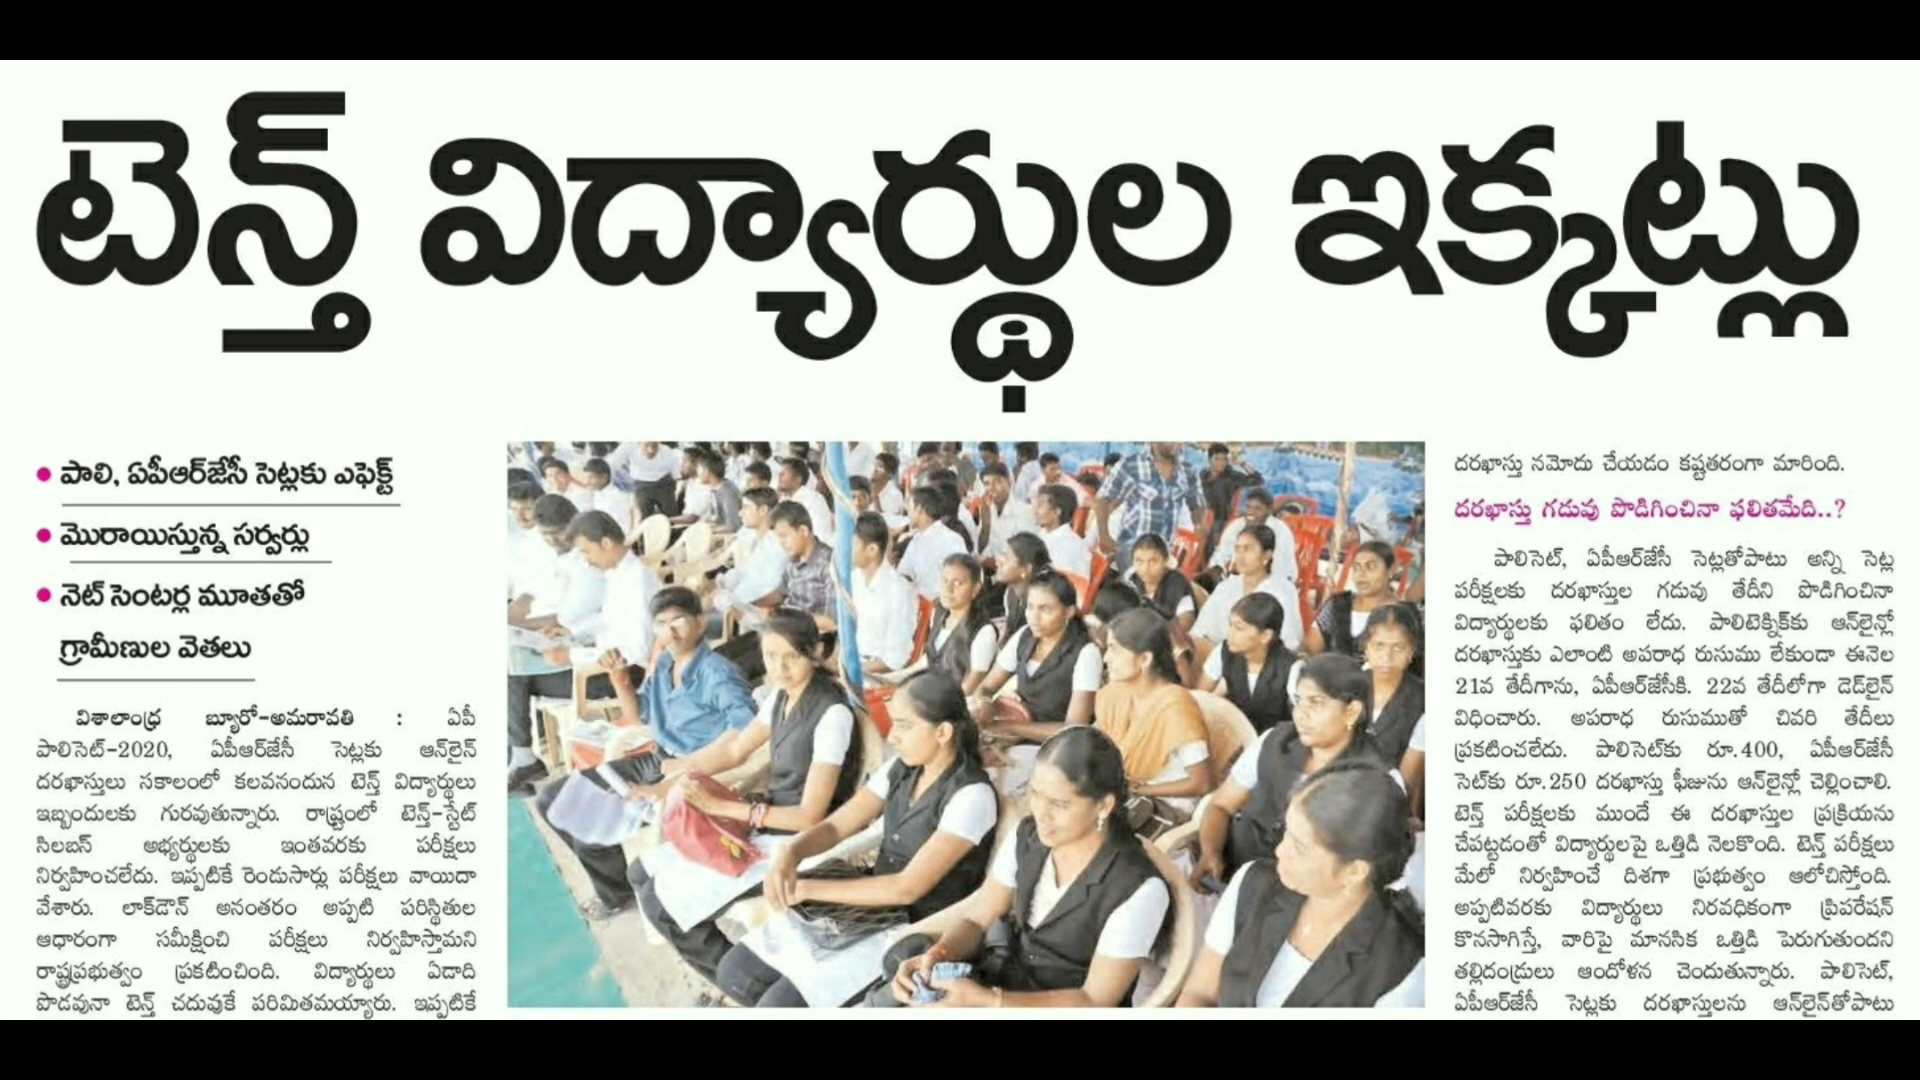 టెన్త్ విద్యార్థుల ఇక్కట్లు
• పాలి, ఏపీఆర్‌జేసీ సెట్లకు ఎఫెక్ట్
• మొరాయిస్తున్న సర్వర్లు
• నెట్ సెంటర్ల మూతతో
గ్రామీణుల వెతలు
విశాలాంధ్ర బ్యూరో-అమరావతి : ఏపీ
పాలిసెట్-2020, ఏపీఆర్‌జేసీ సెట్లకు ఆన్‌లైన్
దరఖాస్తులు సకాలంలో కలవనందున టెన్త్ విద్యార్థులు
ఇబ్బందులకు గురవుతున్నారు. రాష్ట్రంలో టెన్త్-స్టేట్
సిలబస్ అభ్యర్థులకు ఇంతవరకు పరీక్షలు
నిర్వహించలేదు. ఇప్పటికే రెండుసార్లు పరీక్షలు వాయిదా
వేశారు. లాక్‌డౌన్ అనంతరం అప్పటి పరిస్థితుల
ఆధారంగా సమీక్షించి పరీక్షలు నిర్వహిస్తామని
రాష్ట్రప్రభుత్వం ప్రకటించింది. విద్యార్థులు ఏడాది
పొడవునా టెన్త్ చదువుకే పరిమితమయ్యారు. ఇప్పటికే
దరఖాస్తు నమోదు చేయడం కష్టతరంగా మారింది.
దరఖాస్తు గడువు పొడిగించినా ఫలితమేది..?
పాలిసెట్, ఏపీఆర్‌జేసీ సెట్లతోపాటు అన్ని సెట్ల
పరీక్షలకు దరఖాస్తుల గడువు తేదీని పొడిగించినా
విద్యార్థులకు ఫలితం లేదు. పాలిటెక్నిక్‌కు ఆన్‌లైన్లో
దరఖాస్తుకు ఎలాంటి అపరాధ రుసుము లేకుండా ఈనెల
21వ తేదీగాను, ఏపీఆర్‌జేసీకి. 22వ తేదీలోగా డెడ్‌లైన్
విధించారు. అపరాధ రుసుముతో చివరి తేదీలు
ప్రకటించలేదు. పాలిసెట్‌కు రూ.400, ఏపీఆర్‌జేసీ
సెట్‌కు రూ.250 దరఖాస్తు ఫీజును ఆన్‌లైన్లో చెల్లించాలి.
టెన్త్ పరీక్షలకు ముందే ఈ దరఖాస్తుల ప్రక్రియను
చేపట్టడంతో విద్యార్థులపై ఒత్తిడి నెలకొంది. టెన్త్ పరీక్షలు
మేలో నిర్వహించే దిశగా ప్రభుత్వం ఆలోచిస్తోంది.
అప్పటివరకు విద్యార్థులు నిరవధికంగా ప్రిపరేషన్
కొనసాగిస్తే, వారిపై మానసిక ఒత్తిడి పెరుగుతుందని
తల్లిదండ్రులు ఆందోళన చెందుతున్నారు. పాలిసెట్,
ఏపీఆర్‌జేసీ సెట్లకు దరఖాస్తులను ఆన్‌లైన్‌తోపాటు